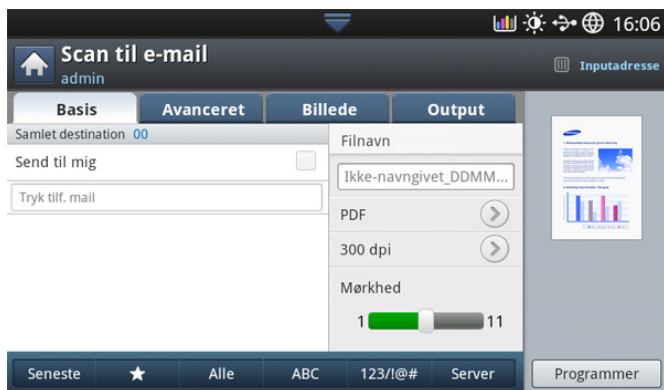 16:06
Scan til e-mail
admin
Inputadresse
Basis
Avanceret
Billede
Output
Samlet destination 00
Send til mig
Tryk tilf. mail
Filnavn
Ikke-navngivet_DDMM...
PDF
300 dpi
Mørkhed
1
11
Seneste
Alle
ABC
123/!@#
Server
Programmer